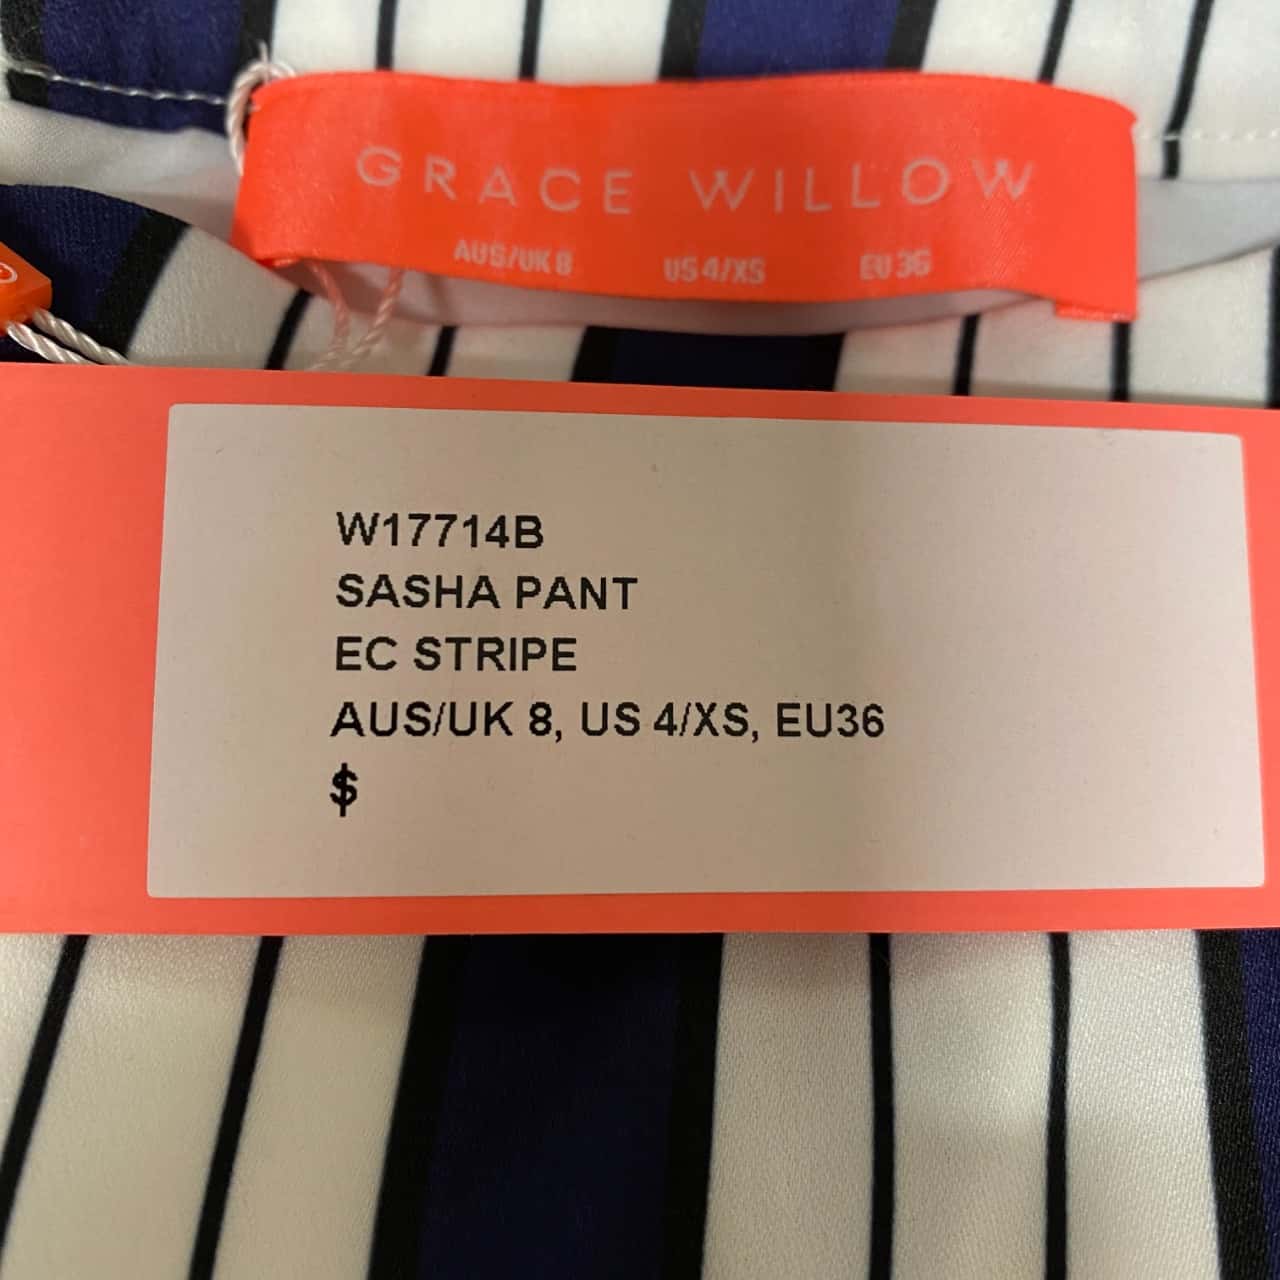 GRACE WILLOW
AUS/UK 8 US 4/XS EU 36
W17714B
SASHA PANT
EC STRIPE
AUS/UK 8, US 4/XS, EU36
$